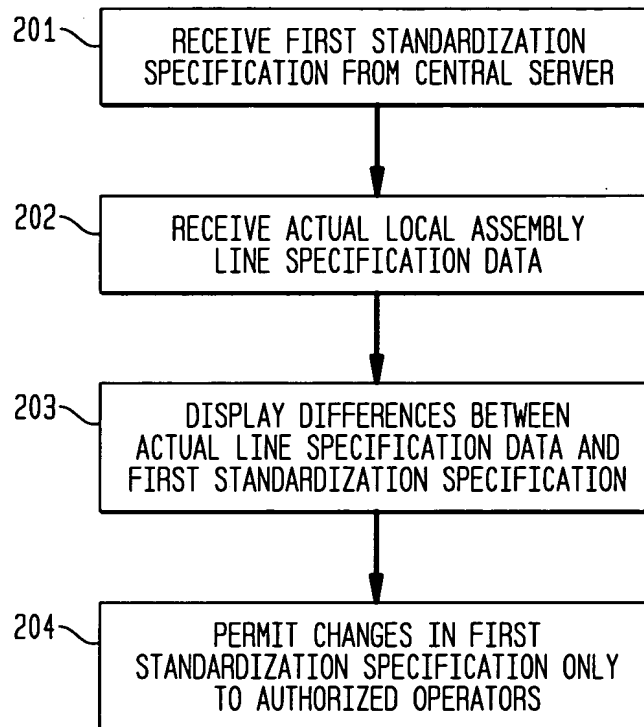 201
RECEIVE FIRST STANDARDIZATION
SPECIFICATION FROM CENTRAL SERVER
202
RECEIVE ACTUAL LOCAL ASSEMBLY
LINE SPECIFICATION DATA
203
DISPLAY DIFFERENCES BETWEEN
ACTUAL LINE SPECIFICATION DATA AND
FIRST STANDARDIZATION SPECIFICATION
204
PERMIT CHANGES IN FIRST
STANDARDIZATION SPECIFICATION ONLY
TO AUTHORIZED OPERATORS